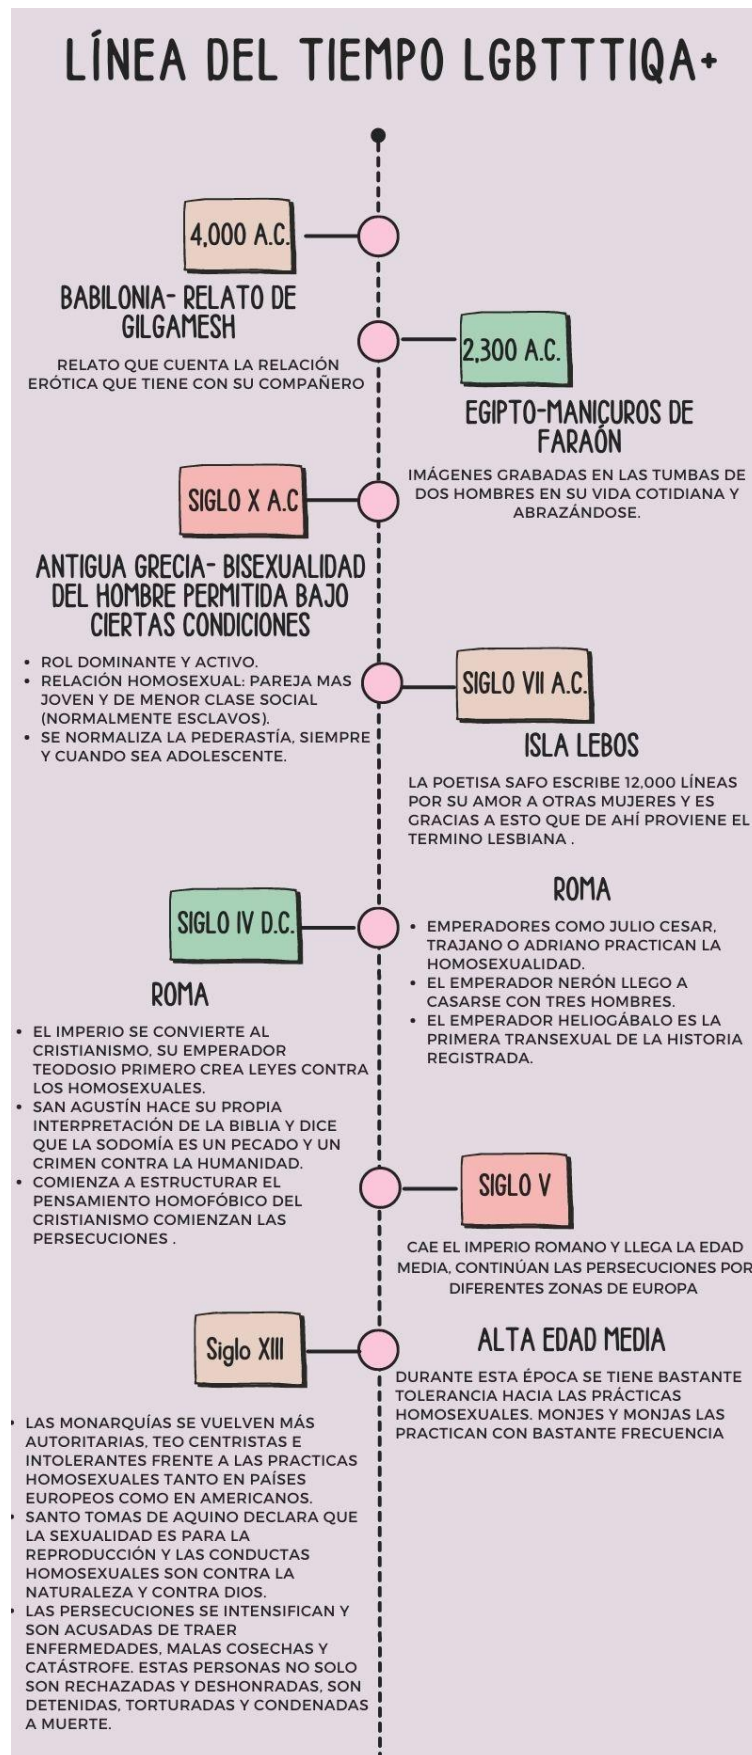 LÍNEA DEL TIEMPO LGBTTTIQA+
4,000 A.C.
BABILONIA- RELATO DE
GILGAMESH
RELATO QUE CUENTA LA RELACIÓN
ERÓTICA QUE TIENE CON SU COMPAÑERO
2,300 A.C.
EGIPTO-MANICUROS DE
FARAÓN
IMÁGENES GRABADAS EN LAS TUMBAS DE
DOS HOMBRES EN SU VIDA COTIDIANA Y
ABRAZÁNDOSE.
SIGLO X A.C
ANTIGUA GRECIA- BISEXUALIDAD
DEL HOMBRE PERMITIDA BAJO
CIERTAS CONDICIONES
• ROL DOMINANTE Y ACTIVO.
• RELACIÓN HOMOSEXUAL: PAREJA MAS
JOVEN Y DE MENOR CLASE SOCIAL
(NORMALMENTE ESCLAVOS).
• SE NORMALIZA LA PEDERASTÍA, SIEMPRE
Y CUANDO SEA ADOLESCENTE.
SIGLO VII A.C.
ISLA LEBOS
LA POETISA SAFO ESCRIBE 12,000 LÍNEAS
POR SU AMOR A OTRAS MUJERES Y ES
GRACIAS A ESTO QUE DE AHÍ PROVIENE EL
TERMINO LESBIANA .
ROMA
• EMPERADORES COMO JULIO CESAR,
TRAJANO O ADRIANO PRACTICAN LA
HOMOSEXUALIDAD.
• EL EMPERADOR NERÓN LLEGO A
CASARSE CON TRES HOMBRES.
• EL EMPERADOR HELIOGÁBALO ES LA
PRIMERA TRANSEXUAL DE LA HISTORIA
REGISTRADA.
SIGLO IV D.C.
ROMA
• EL IMPERIO SE CONVIERTE AL
CRISTIANISMO, SU EMPERADOR
TEODOSIO PRIMERO CREA LEYES CONTRA
LOS HOMOSEXUALES.
• SAN AGUSTÍN HACE SU PROPIA
INTERPRETACIÓN DE LA BIBLIA Y DICE
QUE LA SODOMÍA ES UN PECADO Y UN
CRIMEN CONTRA LA HUMANIDAD.
• COMIENZA A ESTRUCTURAR EL
PENSAMIENTO HOMOFÓBICO DEL
CRISTIANISMO COMIENZAN LAS
PERSECUCIONES .
SIGLO V
CAE EL IMPERIO ROMANO Y LLEGA LA EDAD
MEDIA, CONTINÚAN LAS PERSECUCIONES POR
DIFERENTES ZONAS DE EUROPA
ALTA EDAD MEDIA
DURANTE ESTA ÉPOCA SE TIENE BASTANTE
TOLERANCIA HACIA LAS PRÁCTICAS
HOMOSEXUALES. MONJES Y MONJAS LAS
PRACTICAN CON BASTANTE FRECUENCIA
Siglo XIII
• LAS MONARQUÍAS SE VUELVEN MÁS
AUTORITARIAS, TEO CENTRISTAS E
INTOLERANTES FRENTE A LAS PRACTICAS
HOMOSEXUALES TANTO EN PAÍSES
EUROPEOS COMO EN AMERICANOS.
• SANTO TOMAS DE AQUINO DECLARA QUE
LA SEXUALIDAD ES PARA LA
REPRODUCCIÓN Y LAS CONDUCTAS
HOMOSEXUALES SON CONTRA LA
NATURALEZA Y CONTRA DIOS.
• LAS PERSECUCIONES SE INTENSIFICAN Y
SON ACUSADAS DE TRAER
ENFERMEDADES, MALAS COSECHAS Y
CATÁSTROFE. ESTAS PERSONAS NO SOLO
SON RECHAZADAS Y DESHONRADAS, SON
DETENIDAS, TORTURADAS Y CONDENADAS
A MUERTE.